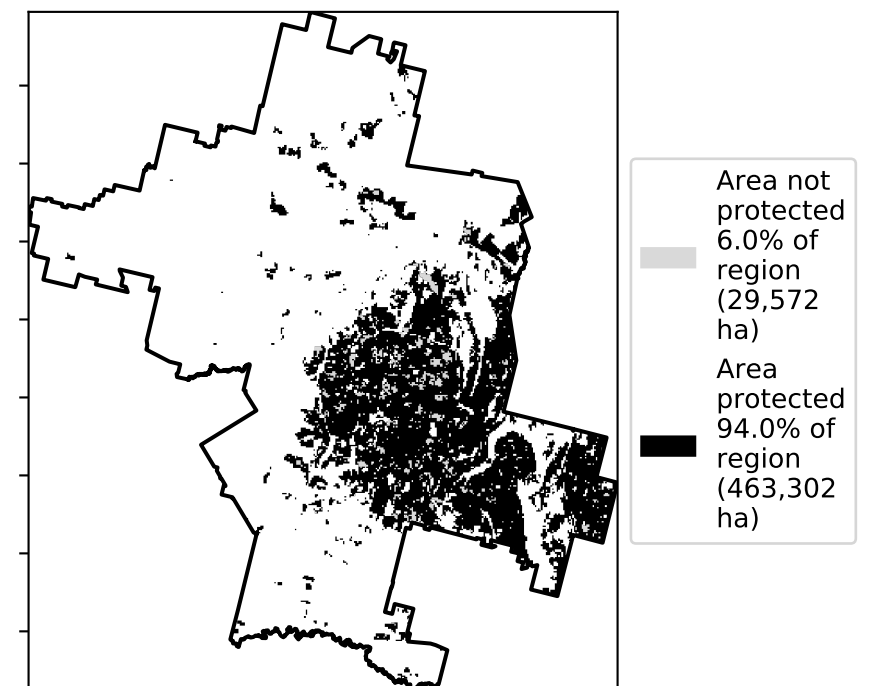 Area not
protected
6.0% of
region
(29,572
ha)
Area
protected
94.0% of
region
(463,302
ha)